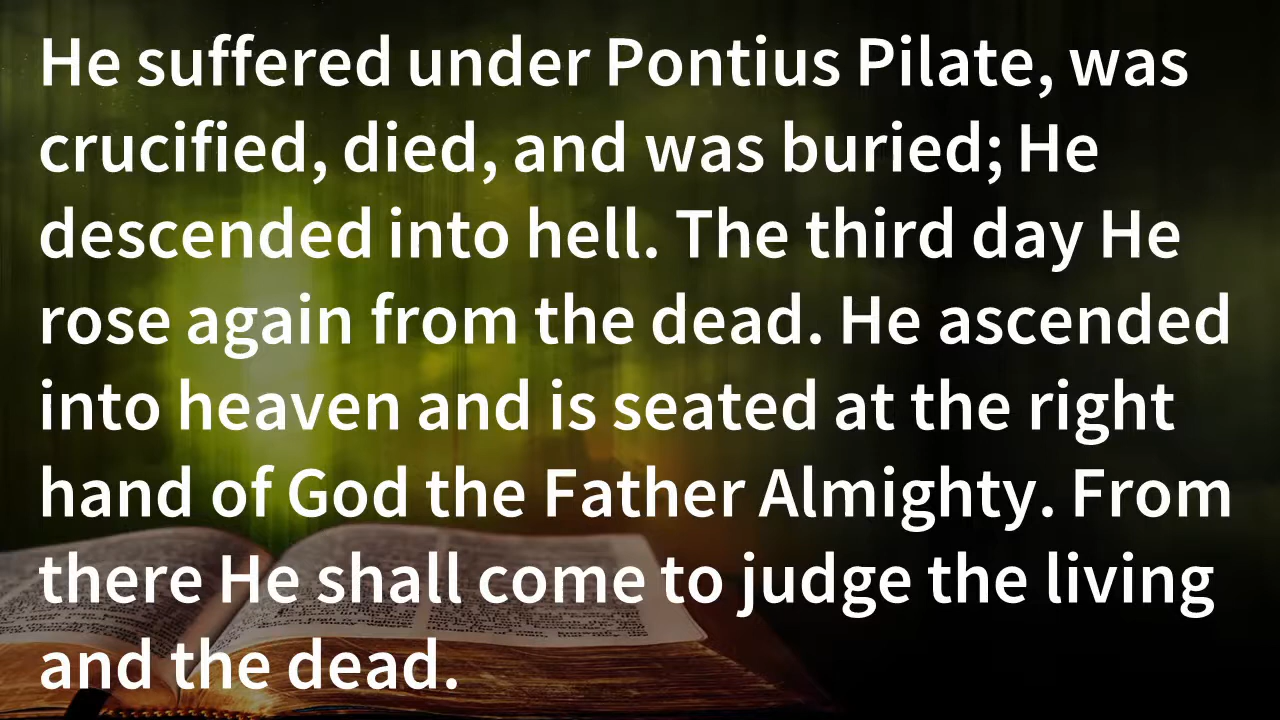 He suffered under Pontius Pilate, was
crucified, died, and was buried; He
descended into hell. The third day He
rose again from the dead. He ascended
into heaven and is seated at the right
hand of God the Father Almighty. From
there He shall come to judge the living
and the dead.